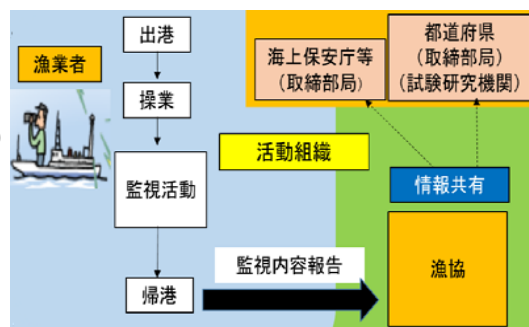 出港
漁業者
操業
監視活動
帰港
活動組織
監視内容報告
海上保安庁等
（取締部局）
都道府県
（取締部局）
（試験研究機関）
情報共有
漁協